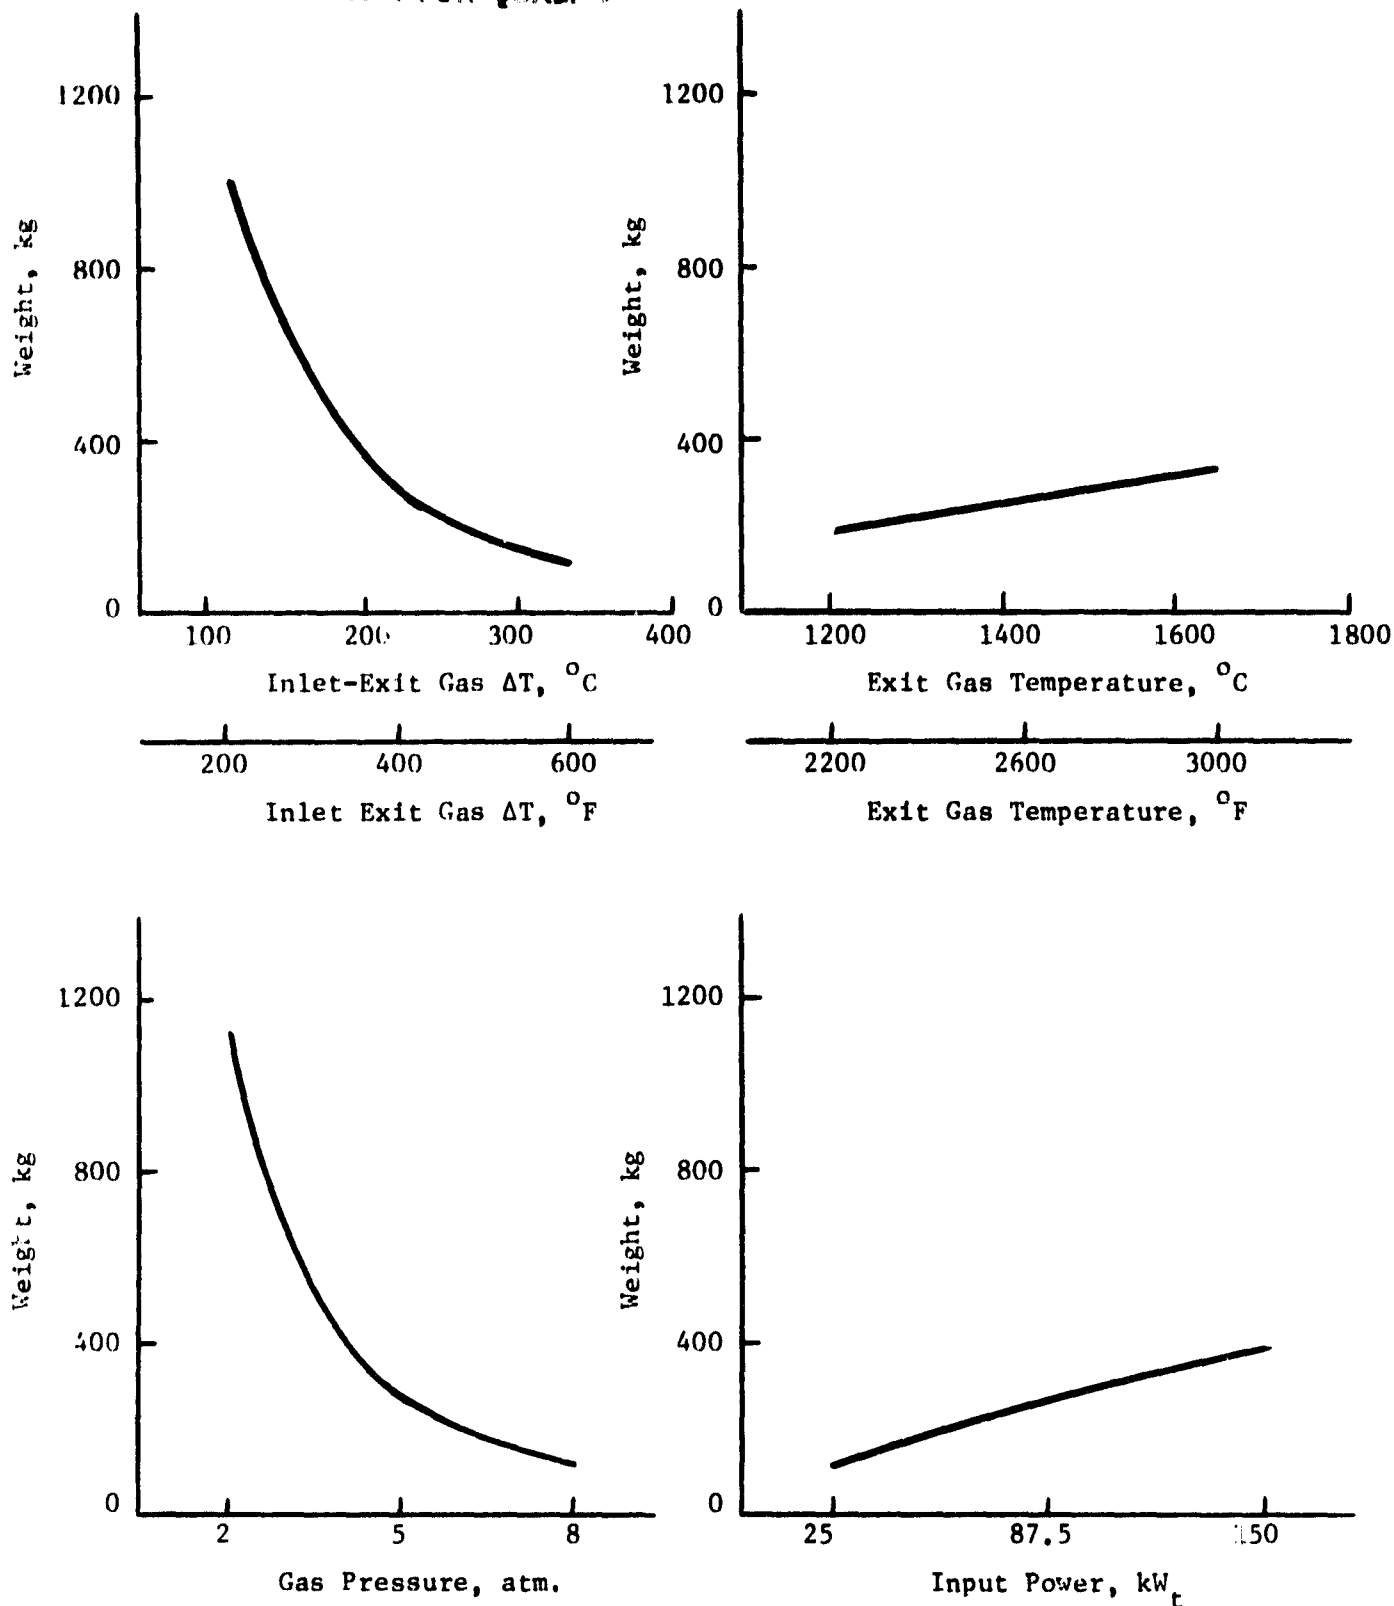 1200
800
400
0
Weight, kg
100 200 300 400
Inlet-Exit Gas ΔT, °C
200 400 600
Inlet Exit Gas ΔT, °F
1200
800
400
0
Weight, kg
1200 1400 1600 1800
Exit Gas Temperature, °C
2200 2600 3000
Exit Gas Temperature, °F
1200
800
400
0
Weight, kg
2 5 8
Gas Pressure, atm.
1200
800
400
0
Weight, kg
25 87.5 150
Input Power, kWt